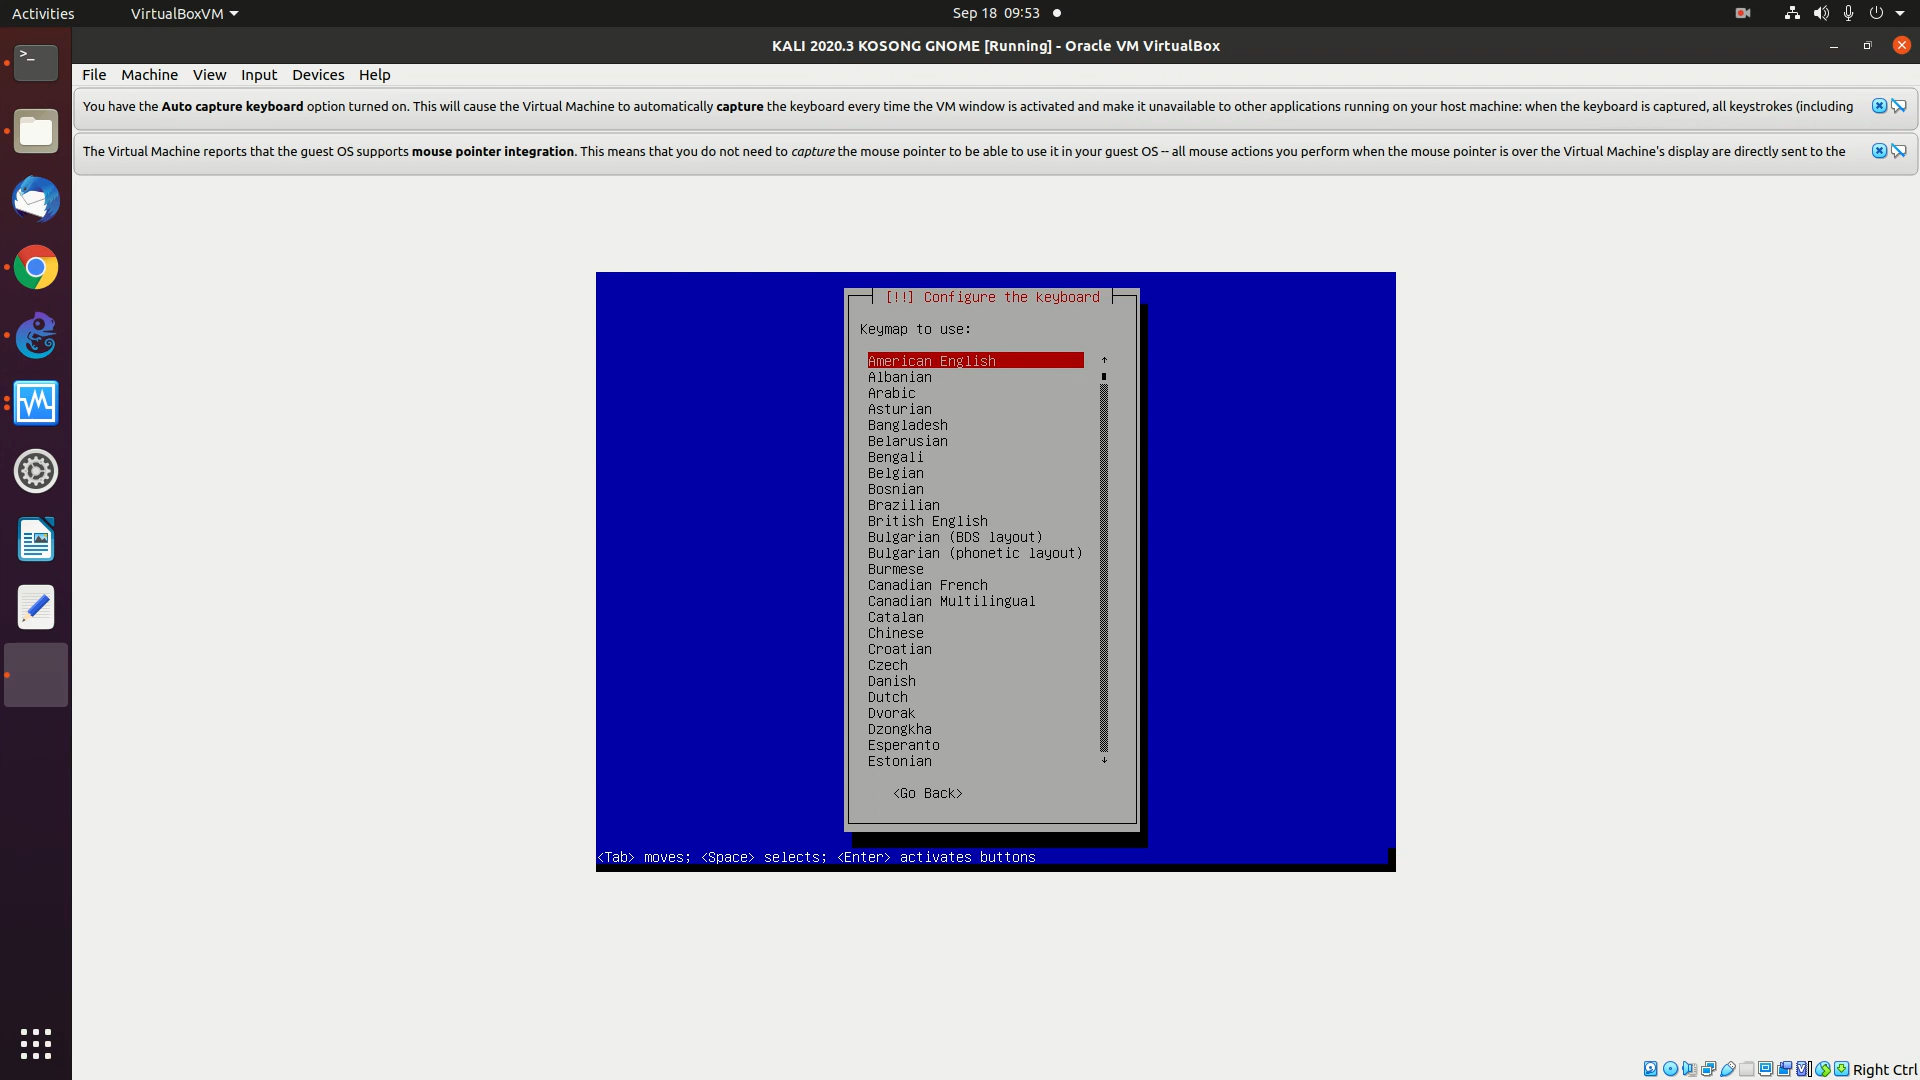 Activities
VirtualBoxVM
Sep 18 09:53
KALI 2020.3 KOSONG GNOME [Running] - Oracle VM VirtualBox
File Machine View Input Devices Help
You have the Auto capture keyboard option turned on. This will cause the Virtual Machine to automatically capture the keyboard every time the VM window is activated and make it unavailable to other applications running on your host machine: when the keyboard is captured, all keystrokes (including
The Virtual Machine reports that the guest OS supports mouse pointer integration. This means that you do not need to capture the mouse pointer to be able to use it in your guest OS -- all mouse actions you perform when the mouse pointer is over the Virtual Machine's display are directly sent to the
[!!] Configure the keyboard
Keymap to use:
American English
Albanian
Arabic
Asturian
Bangladesh
Belarusian
Bengali
Belgian
Bosnian
Brazilian
British English
Bulgarian (BDS layout)
Bulgarian (phonetic layout)
Burmese
Canadian French
Canadian Multilingual
Catalan
Chinese
Croatian
Czech
Danish
Dutch
Dvorak
Dzongkha
Esperanto
Estonian
<Go Back>
<Tab> moves; <Space> selects; <Enter> activates buttons
Right Ctrl